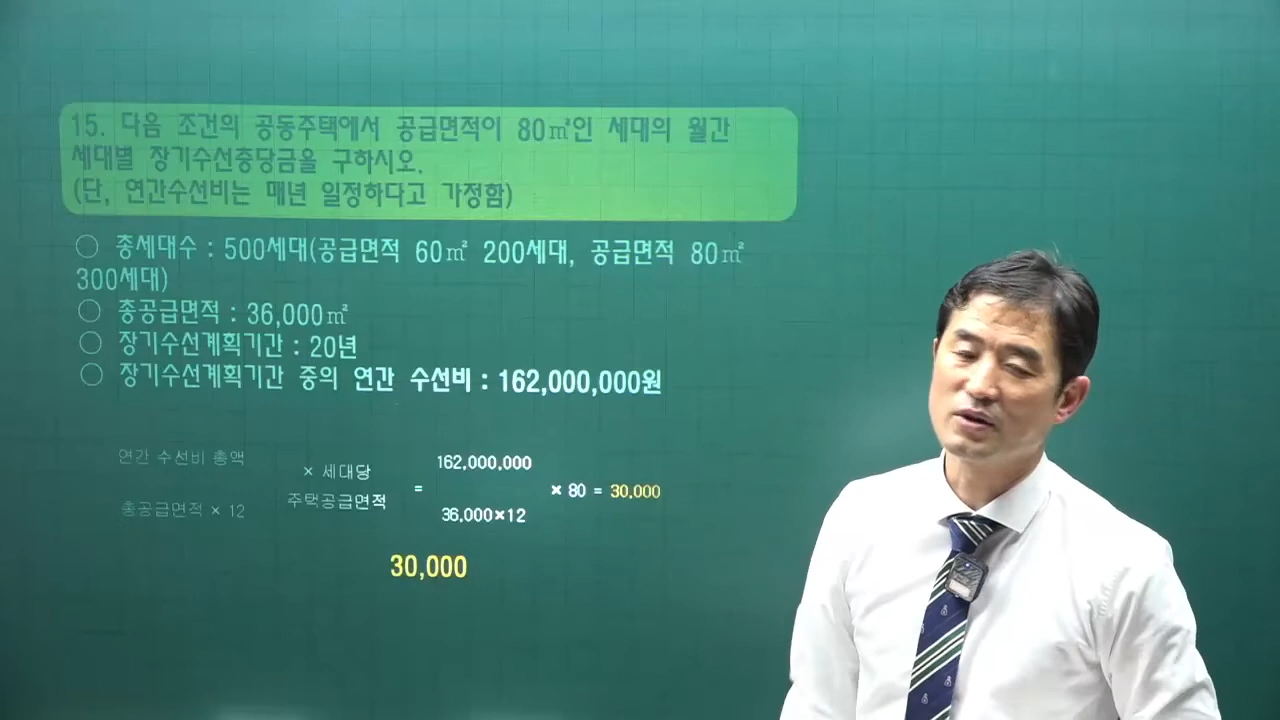 15. 다음 조건의 공동주택에서 공급면적이 80㎡인 세대의 월간
세대별 장기수선충당금을 구하시오.
(단, 연간수선비는 매년 일정하다고 가정함)
○ 총세대수 : 500세대(공급면적 60㎡ 200세대, 공급면적 80㎡
300세대)
○ 총공급면적 : 36,000㎡
○ 장기수선계획기간 : 20년
○ 장기수선계획기간 중의 연간 수선비 : 162,000,000원
연간 수선비 총액
총공급면적 × 12
× 세대당
주택공급면적
=
162,000,000
36,000×12
× 80 = 30,000
30,000